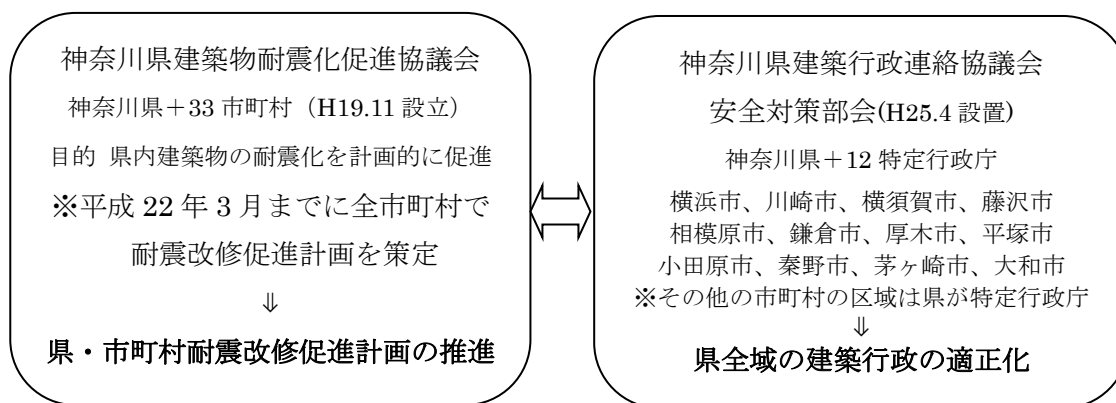 神奈川県建築物耐震化促進協議会
神奈川県＋33 市町村（H19.11 設立）
目的 県内建築物の耐震化を計画的に促進
※平成 22 年 3 月までに全市町村で
耐震改修促進計画を策定
⇓
県・市町村耐震改修促進計画の推進
神奈川県建築行政連絡協議会
安全対策部会(H25.4 設置)
神奈川県＋12 特定行政庁
横浜市、川崎市、横須賀市、藤沢市
相模原市、鎌倉市、厚木市、平塚市
小田原市、秦野市、茅ヶ崎市、大和市
※その他の市町村の区域は県が特定行政庁
⇓
県全域の建築行政の適正化